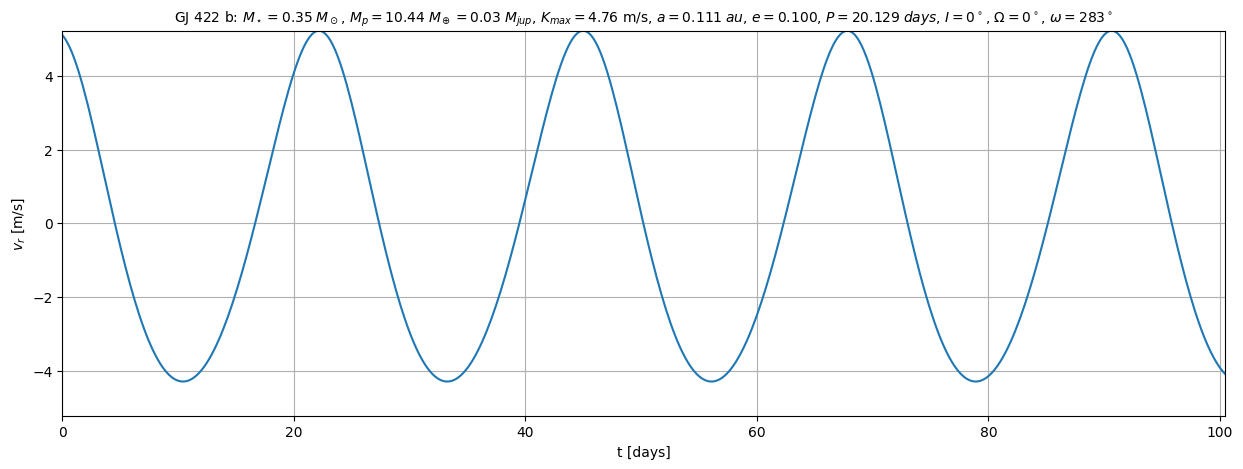 GJ 422 b: M⋆ = 0.35 M⊙, Mp = 10.44 M⊕ = 0.03 Mjup, Kmax = 4.76 m/s, a = 0.111 au, e = 0.100, P = 20.129 days, I = 0°, Ω = 0°, ω = 283°
4
2
0
−2
−4
vr [m/s]
0 20 40 60 80 100
t [days]